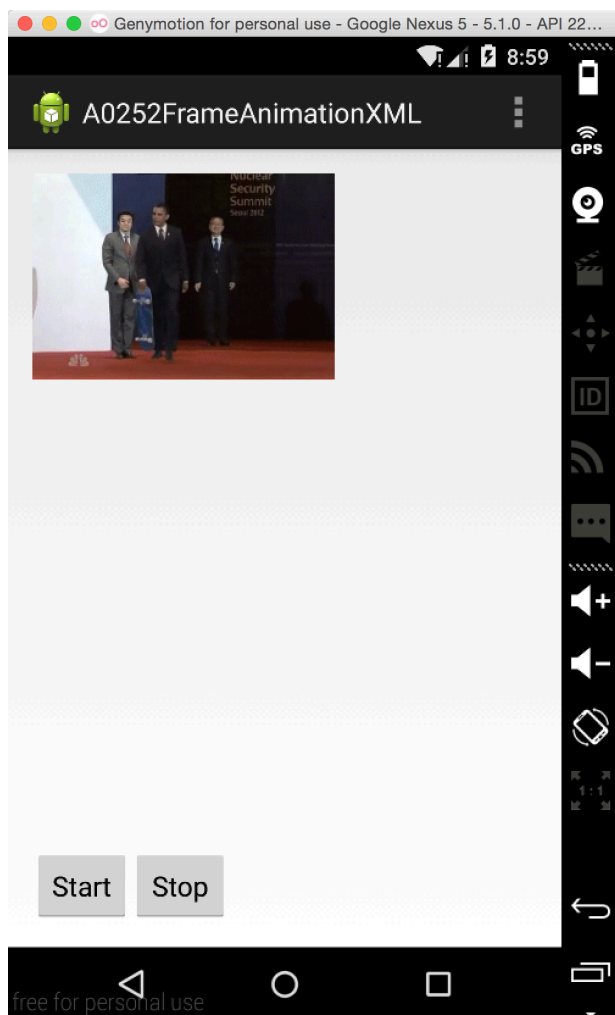 Genymotion for personal use - Google Nexus 5 - 5.1.0 - API 22...
8:59
A0252FrameAnimationXML
GPS
Nuclear
Security
Summit
Seoul 2012
ID
1:1
Start
Stop
free for personal use